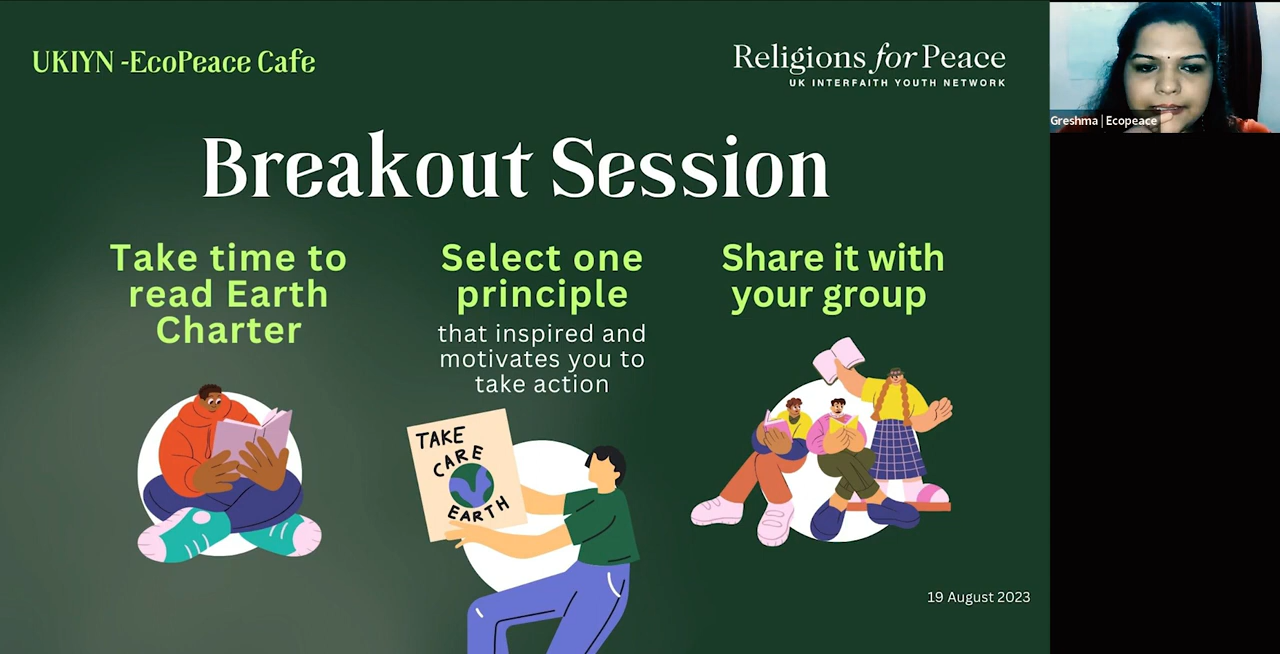 UKIYN -EcoPeace Cafe
Religions for Peace
UK INTERFAITH YOUTH NETWORK
Greshma | Ecopeace
Breakout Session
Take time to
read Earth
Charter
Select one
principle
that inspired and
motivates you to
take action
Share it with
your group
TAKE
CARE
EARTH
19 August 2023